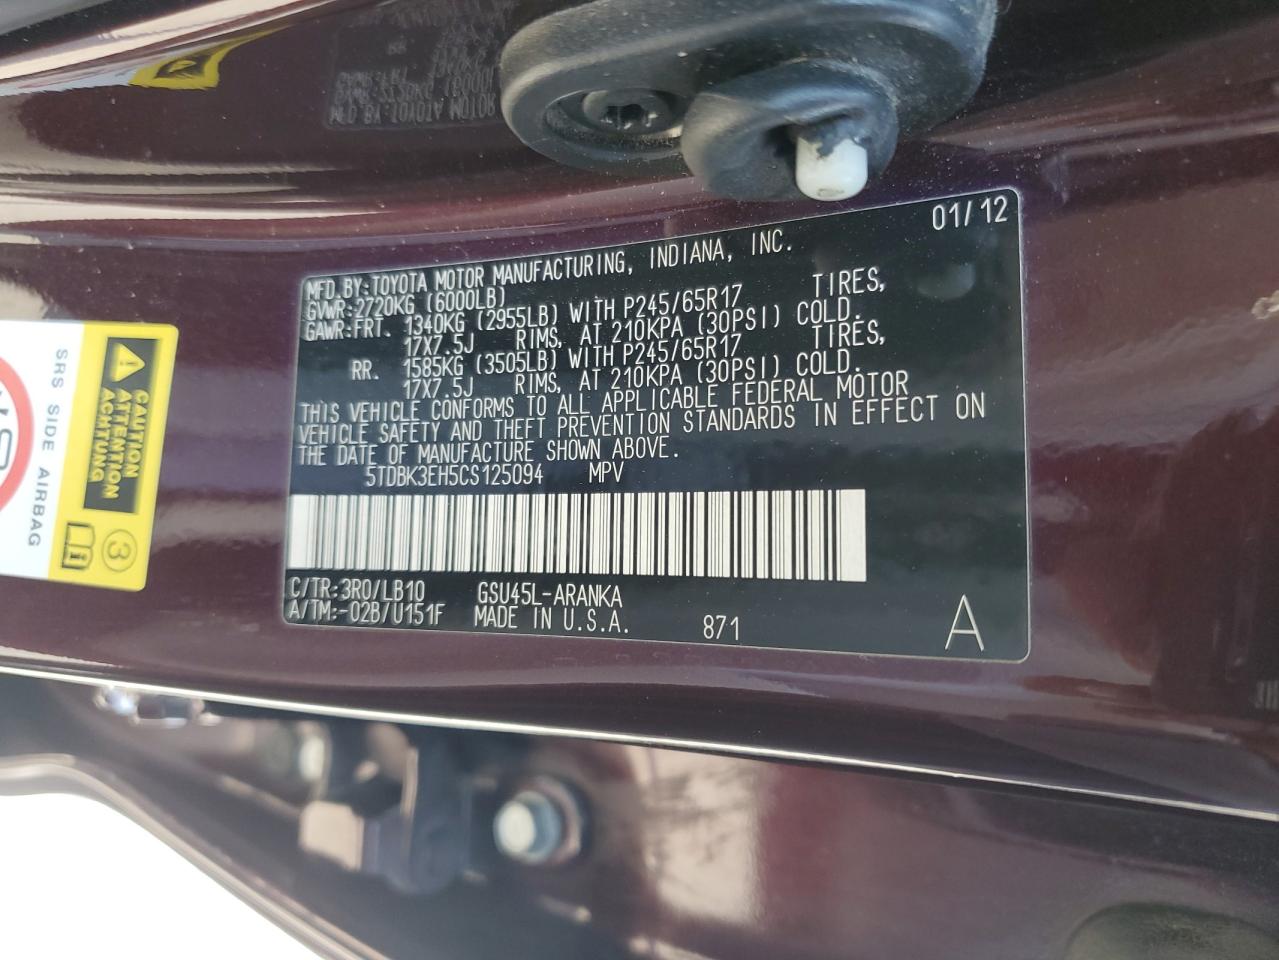 01/12
MFD.BY:TOYOTA MOTOR MANUFACTURING, INDIANA, INC.
GVWR:2720KG (6000LB)
GAWR:FRT. 1340KG (2955LB) WITH P245/65R17 TIRES,
17X7.5J RIMS, AT 210KPA (30PSI) COLD.
RR. 1585KG (3505LB) WITH P245/65R17 TIRES,
17X7.5J RIMS, AT 210KPA (30PSI) COLD.
THIS VEHICLE CONFORMS TO ALL APPLICABLE FEDERAL MOTOR
VEHICLE SAFETY AND THEFT PREVENTION STANDARDS IN EFFECT ON
THE DATE OF MANUFACTURE SHOWN ABOVE.
5TDBK3EH5CS125094 MPV
C/TR:3R0/LB10 GSU45L-ARANKA
A/TM:-02B/U151F MADE IN U.S.A. 871
A
CAUTION
ATTENTION
ACHTUNG
3
SRS SIDE AIRBAG